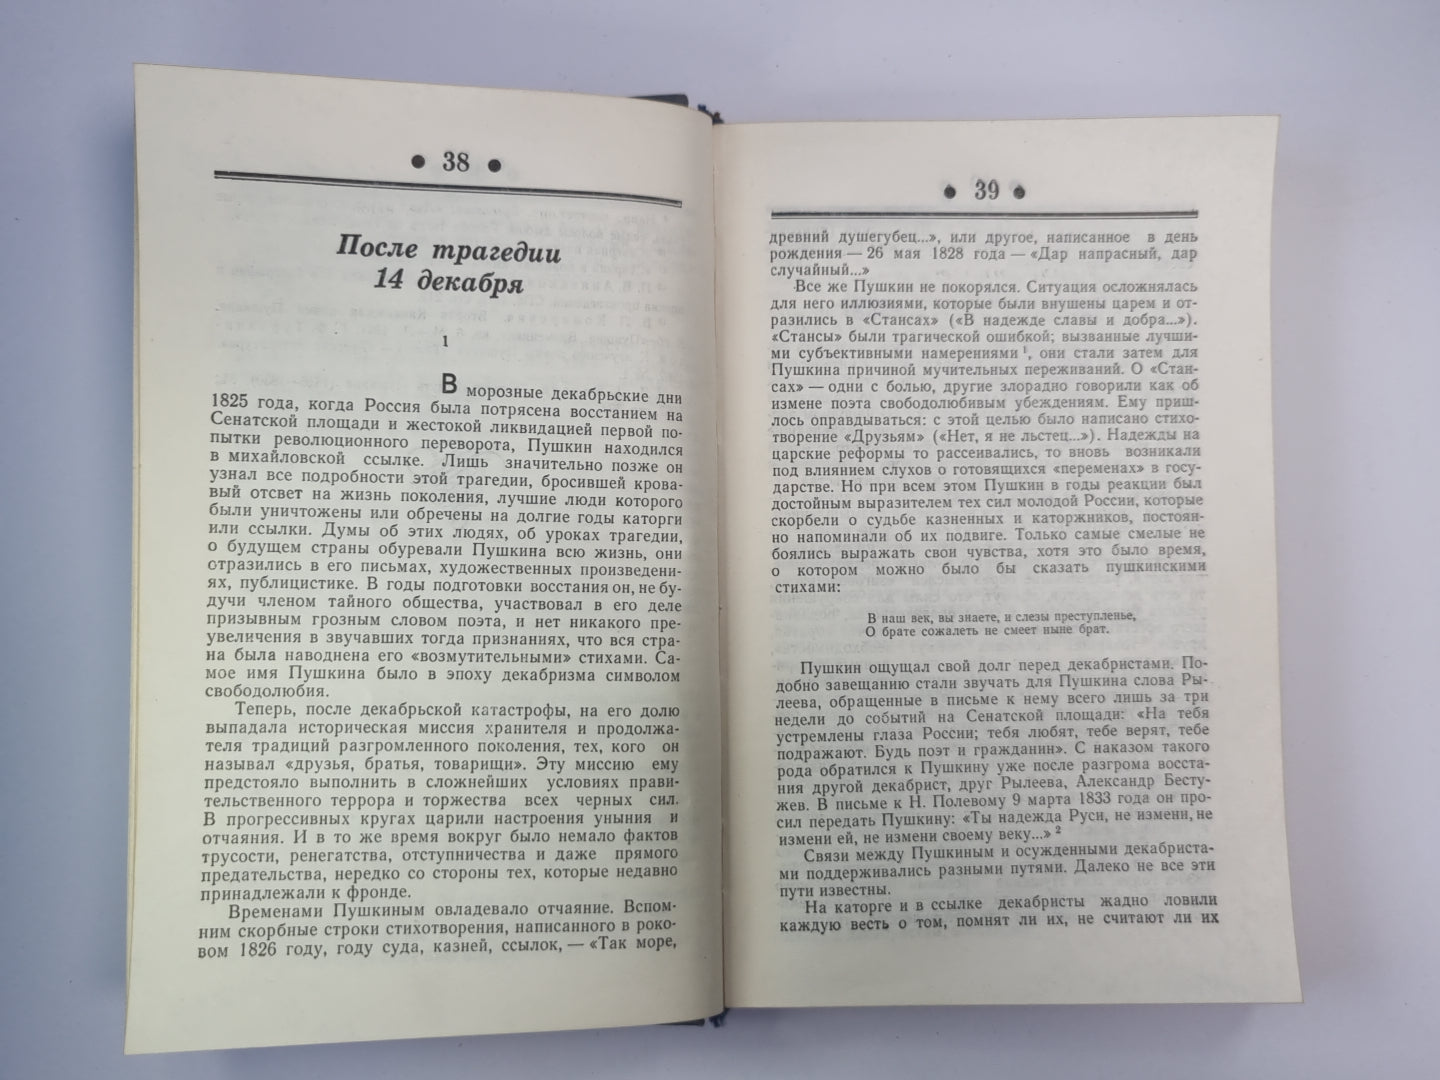 • 38 •
После трагедии
14 декабря
1
В морозные декабрьские дни
1825 года, когда Россия была потрясена восстанием на
Сенатской площади и жестокой ликвидацией первой по-
пытки революционного переворота, Пушкин находился
в михайловской ссылке. Лишь значительно позже он
узнал все подробности этой трагедии, бросившей крова-
вый отсвет на жизнь поколения, лучшие люди которого
были уничтожены или обречены на долгие годы каторги
или ссылки. Думы об этих людях, об уроках трагедии,
о будущем страны обуревали Пушкина всю жизнь, они
отразились в его письмах, художественных произведени-
ях, публицистике. В годы подготовки восстания он, не бу-
дучи членом тайного общества, участвовал в его деле
призывным грозным словом поэта, и нет никакого пре-
увеличения в звучавших тогда признаниях, что вся стра-
на была наводнена его «возмутительными» стихами. Са-
мое имя Пушкина было в эпоху декабризма символом
свободолюбия.
Теперь, после декабрьской катастрофы, на его долю
выпадала историческая миссия хранителя и продолжа-
теля традиций разгромленного поколения, тех, кого он
называл «друзья, братья, товарищи». Эту миссию ему
предстояло выполнить в сложнейших условиях прави-
тельственного террора и торжества всех черных сил.
В прогрессивных кругах царили настроения уныния и
отчаяния. И в то же время вокруг было немало фактов
трусости, ренегатства, отступничества и даже прямого
предательства, нередко со стороны тех, которые недавно
принадлежали к фронде.
Временами Пушкиным овладевало отчаяние. Вспом-
ним скорбные строки стихотворения, написанного в роко-
вом 1826 году, году суда, казней, ссылок, — «Так море,
• 39 •
древний душегубец...», или другое, написанное в день
рождения — 26 мая 1828 года — «Дар напрасный, дар
случайный...»
Все же Пушкин не покорялся. Ситуация осложнялась
для него иллюзиями, которые были внушены царем и от-
разились в «Стансах» («В надежде славы и добра...»).
«Стансы» были трагической ошибкой; вызванные лучши-
ми субъективными намерениями ¹, они стали затем для
Пушкина причиной мучительных переживаний. О «Стан-
сах» — одни с болью, другие злорадно говорили как об
измене поэта свободолюбивым убеждениям. Ему приш-
лось оправдываться: с этой целью было написано стихо-
творение «Друзьям» («Нет, я не льстец...»). Надежды на
царские реформы то рассеивались, то вновь возникали
под влиянием слухов о готовящихся «переменах» в госу-
дарстве. Но при всем этом Пушкин в годы реакции был
достойным выразителем тех сил молодой России, которые
скорбели о судьбе казненных и каторжников, постоян-
но напоминали об их подвиге. Только самые смелые не
боялись выражать свои чувства, хотя это было время,
о котором можно было бы сказать пушкинскими
стихами:
В наш век, вы знаете, и слезы преступленье,
О брате сожалеть не смеет ныне брат.
Пушкин ощущал свой долг перед декабристами. По-
добно завещанию стали звучать для Пушкина слова Ры-
леева, обращенные в письме к нему всего лишь за три
недели до событий на Сенатской площади: «На тебя
устремлены глаза России; тебя любят, тебе верят, тебе
подражают. Будь поэт и гражданин». С наказом такого
рода обратился к Пушкину уже после разгрома восста-
ния другой декабрист, друг Рылеева, Александр Бесту-
жев. В письме к Н. Полевому 9 марта 1833 года он про-
сил передать Пушкину: «Ты надежда Руси, не измени, не
измени ей, не измени своему веку...» ²
Связи между Пушкиным и осужденными декабриста-
ми поддерживались разными путями. Далеко не все эти
пути известны.
На каторге и в ссылке декабристы жадно ловили
каждую весть о том, помнят ли их, не считают ли их